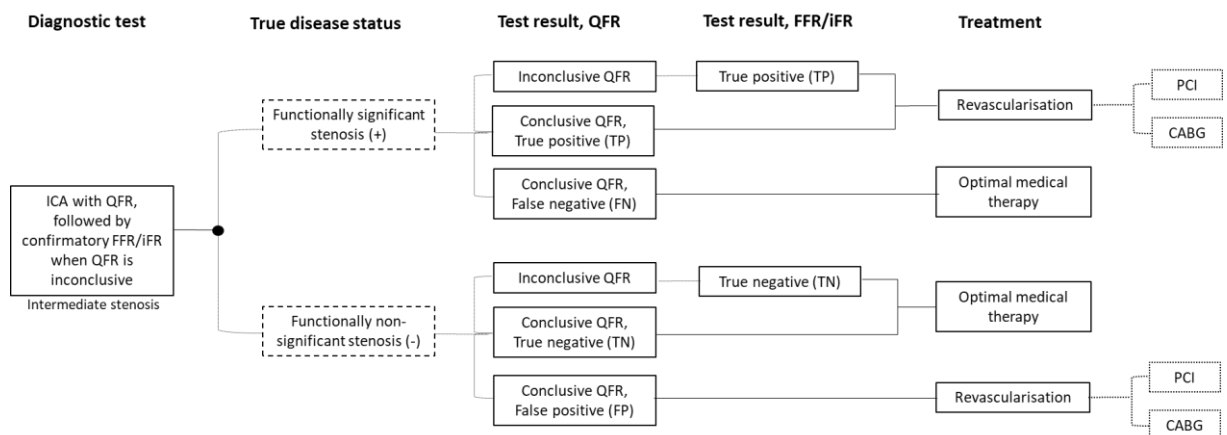 Diagnostic test
True disease status
Test result, QFR
Test result, FFR/iFR
Treatment
ICA with QFR,
followed by
confirmatory FFR/iFR
when QFR is
inconclusive
Intermediate stenosis
Functionally significant
stenosis (+)
Inconclusive QFR
True positive (TP)
Conclusive QFR,
True positive (TP)
Revascularisation
PCI
CABG
Conclusive QFR,
False negative (FN)
Optimal medical
therapy
Functionally non-
significant stenosis (-)
Inconclusive QFR
True negative (TN)
Conclusive QFR,
True negative (TN)
Optimal medical
therapy
Conclusive QFR,
False positive (FP)
Revascularisation
PCI
CABG